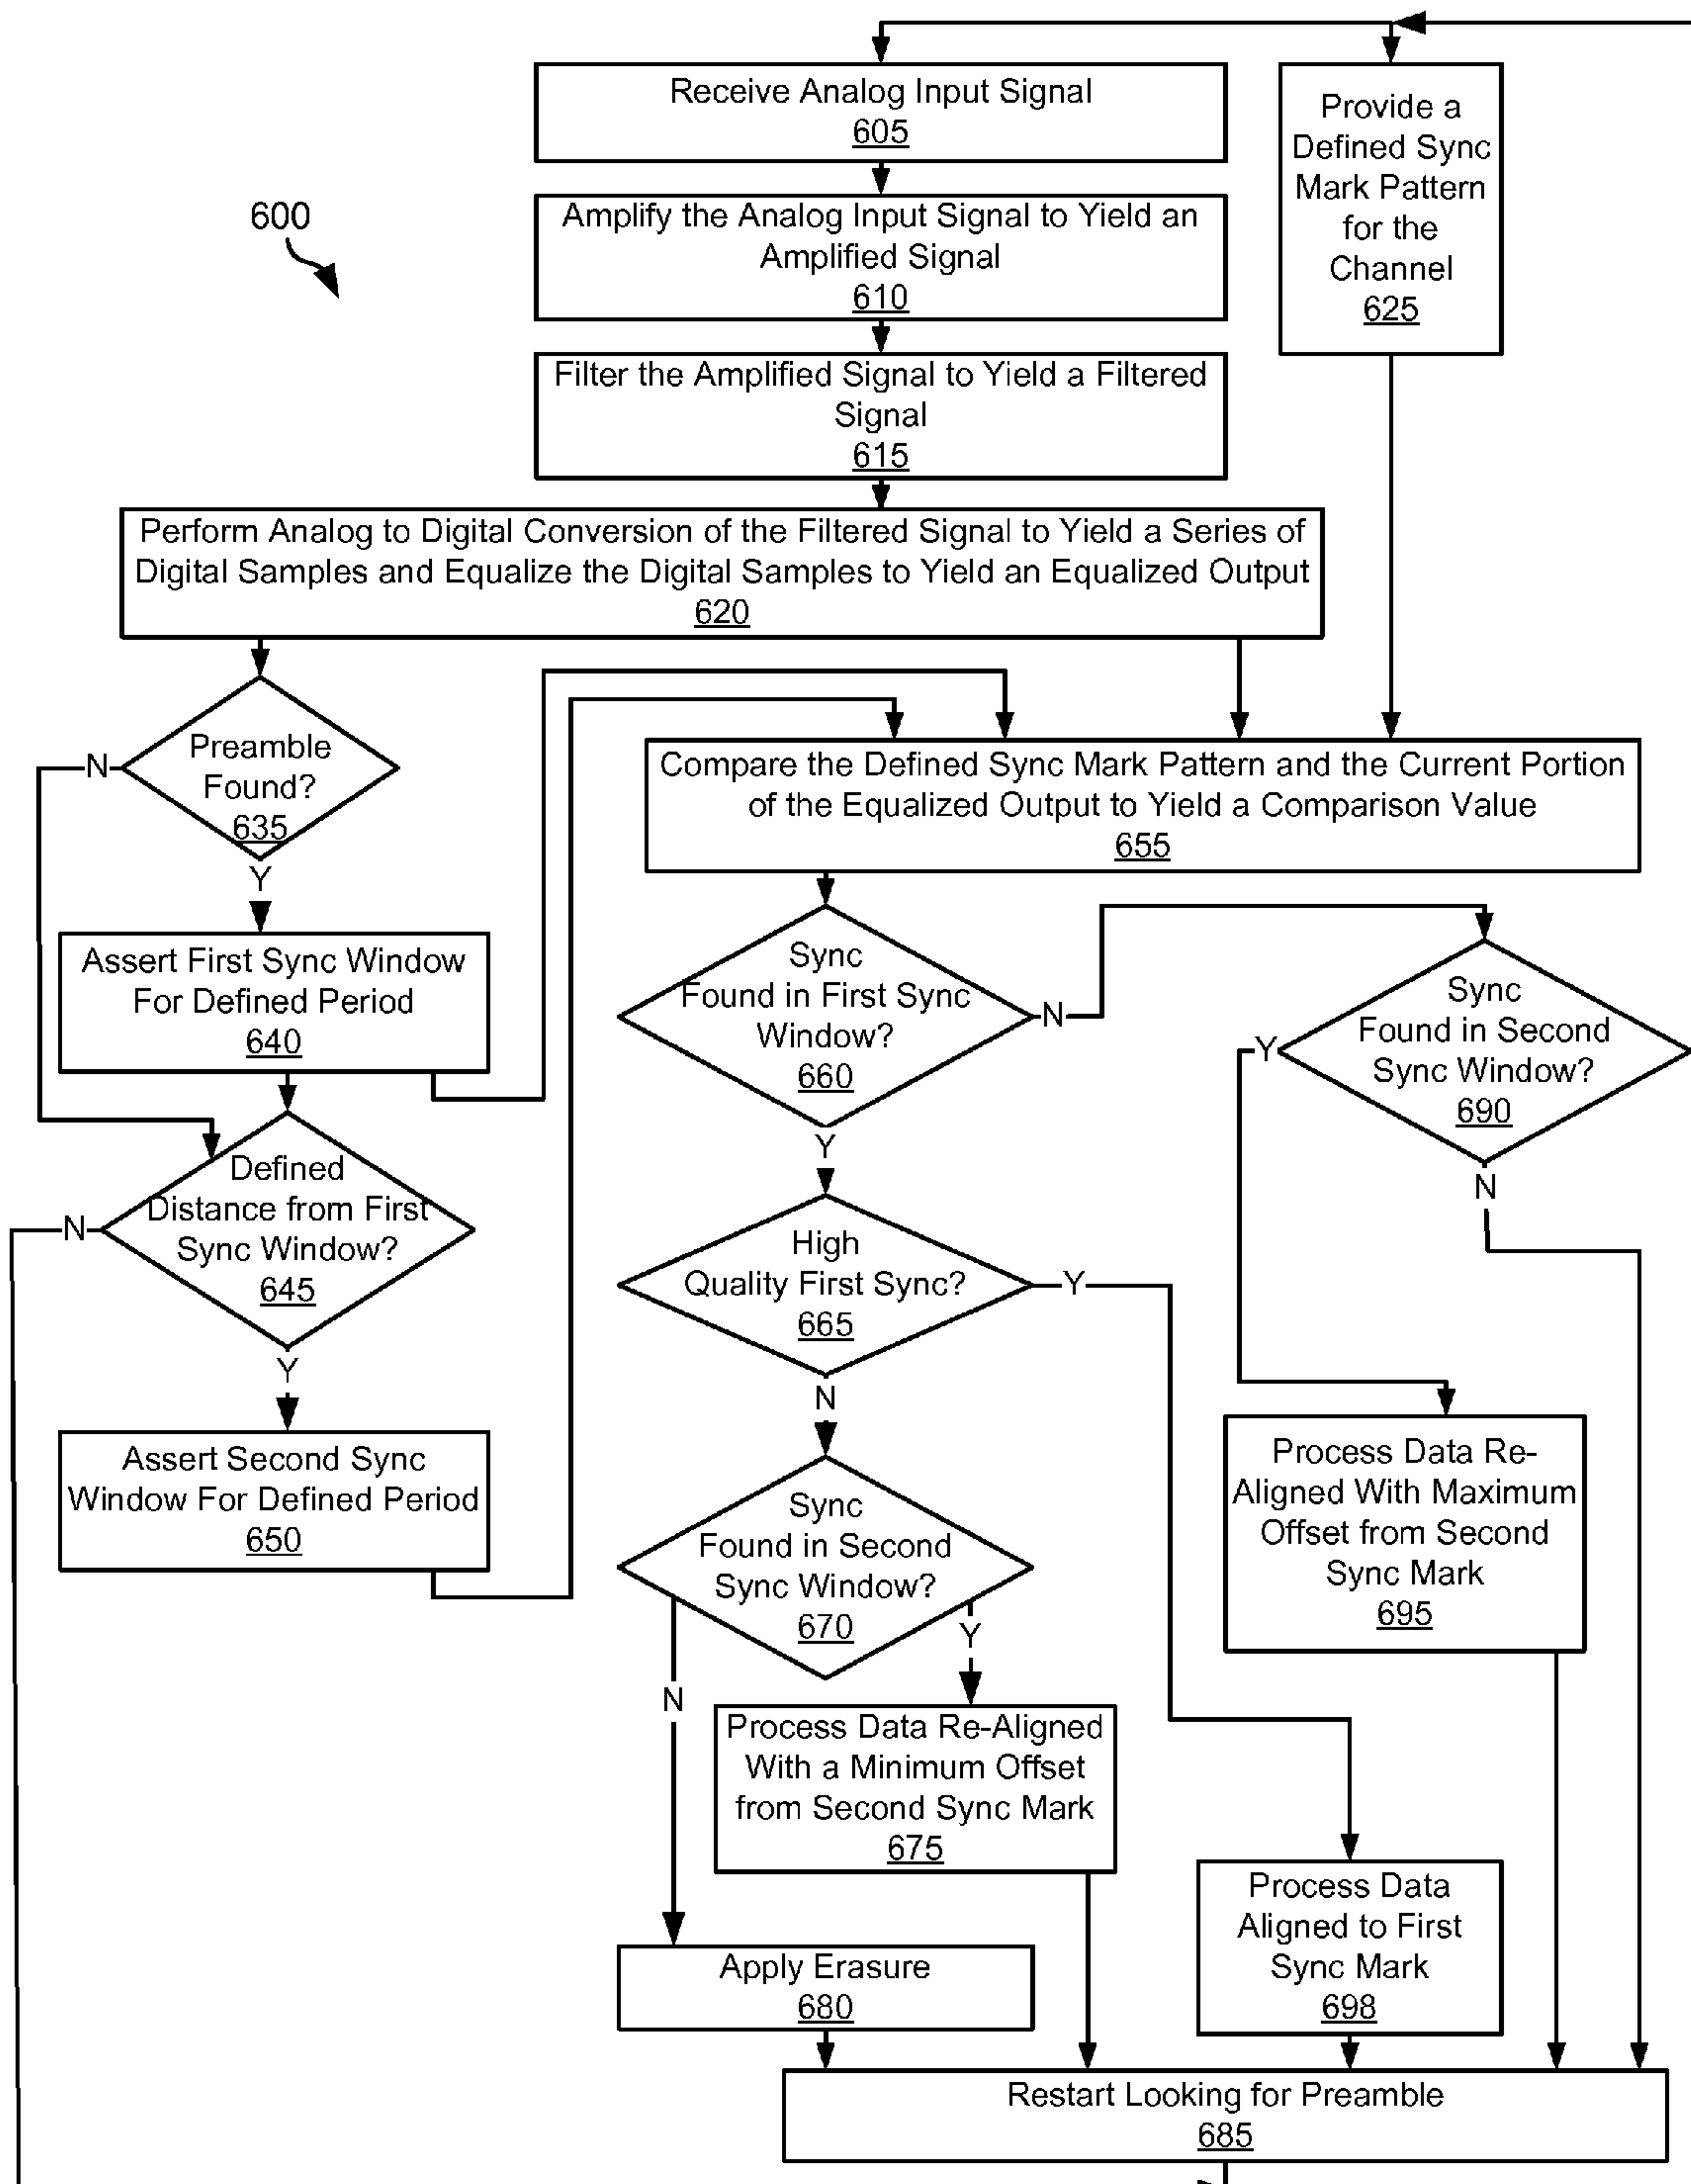 Receive Analog Input Signal
605
Provide a
Defined Sync
Mark Pattern
for the
Channel
625
600
Amplify the Analog Input Signal to Yield an
Amplified Signal
610
Filter the Amplified Signal to Yield a Filtered
Signal
615
Perform Analog to Digital Conversion of the Filtered Signal to Yield a Series of
Digital Samples and Equalize the Digital Samples to Yield an Equalized Output
620
Preamble
Found?
635
N
Y
Compare the Defined Sync Mark Pattern and the Current Portion
of the Equalized Output to Yield a Comparison Value
655
Assert First Sync Window
For Defined Period
640
Sync
Found in First Sync
Window?
660
N
Y
Sync
Found in Second
Sync Window?
690
Y
N
Defined
Distance from First
Sync Window?
645
N
Y
High
Quality First Sync?
665
Y
N
Assert Second Sync
Window For Defined Period
650
Sync
Found in Second
Sync Window?
670
Y
N
Process Data Re-
Aligned With Maximum
Offset from Second
Sync Mark
695
Process Data Re-Aligned
With a Minimum Offset
from Second Sync Mark
675
Process Data
Aligned to First
Sync Mark
698
Apply Erasure
680
Restart Looking for Preamble
685